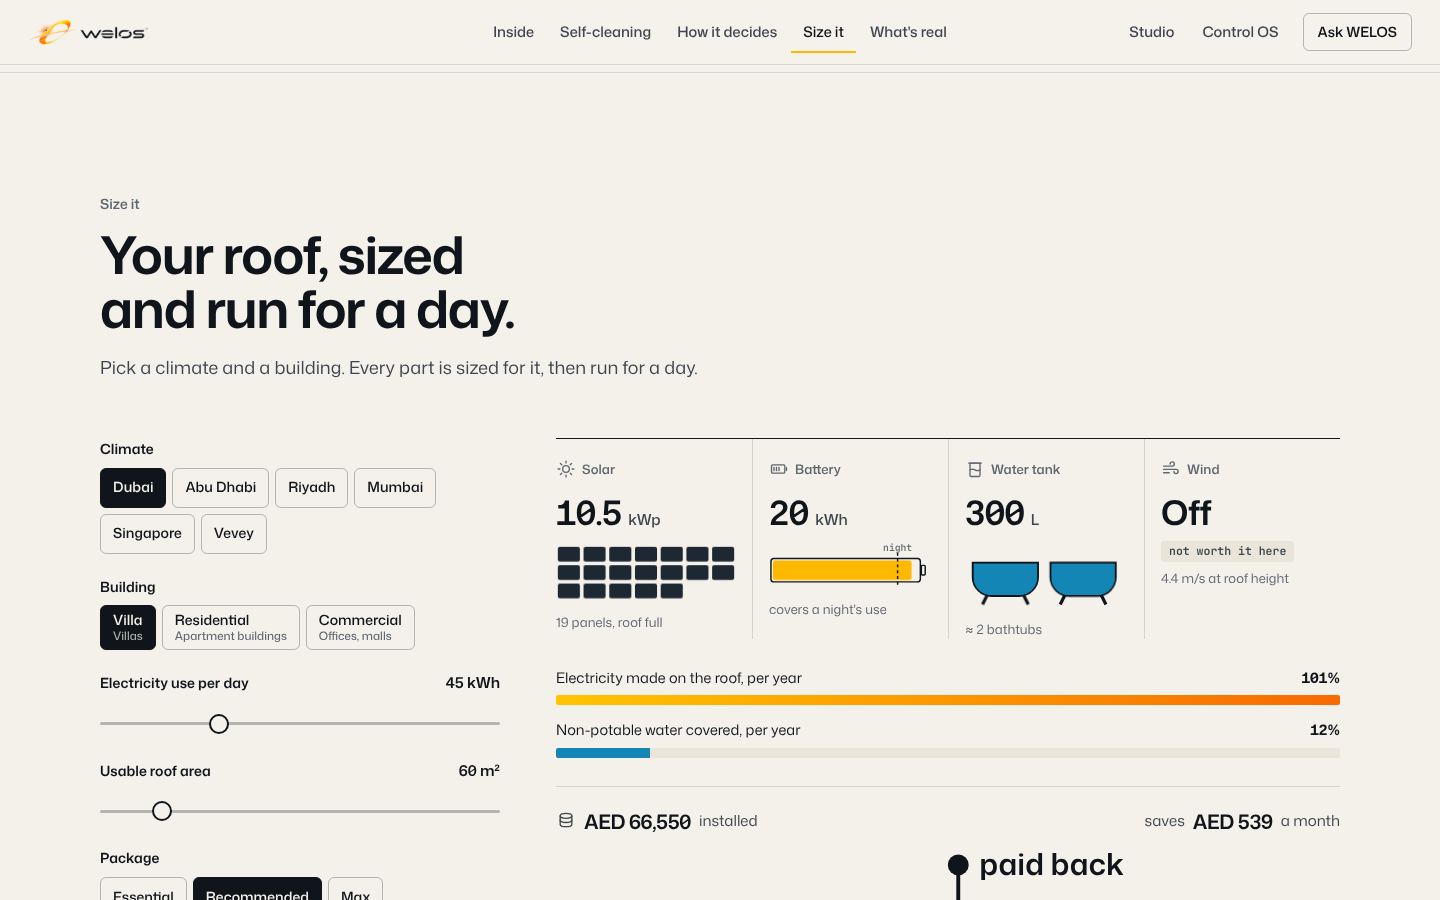 welos
Inside
Self-cleaning
How it decides
Size it
What's real
Studio
Control OS
Ask WELOS
Size it
Your roof, sized
and run for a day.
Pick a climate and a building. Every part is sized for it, then run for a day.
Climate
Dubai
Abu Dhabi
Riyadh
Mumbai
Singapore
Vevey
Building
Villa
Villas
Residential
Apartment buildings
Commercial
Offices, malls
Electricity use per day 45 kWh
Usable roof area 60 m²
Package
Essential
Recommended
Max
Solar
10.5 kWp
19 panels, roof full
Battery
20 kWh
night
covers a night's use
Water tank
300 L
≈ 2 bathtubs
Wind
Off
not worth it here
4.4 m/s at roof height
Electricity made on the roof, per year 101%
Non-potable water covered, per year 12%
AED 66,550 installed
saves AED 539 a month
paid back